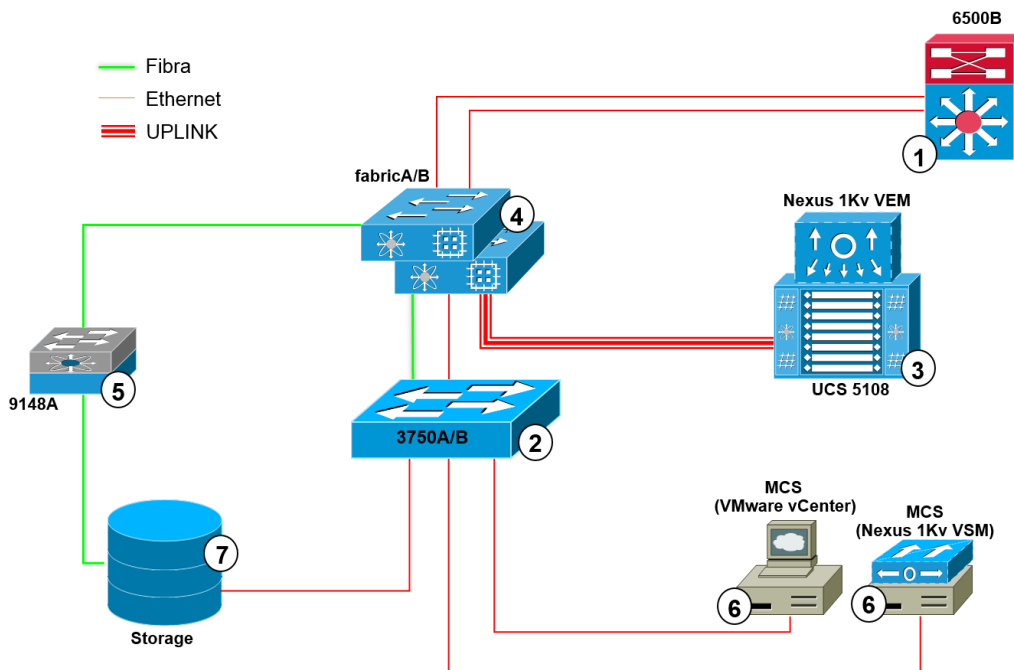 6500B
Fibra
Ethernet
UPLINK
1
fabricA/B
4
Nexus 1Kv VEM
3
UCS 5108
5
9148A
3750A/B
2
MCS
(VMware vCenter)
MCS
(Nexus 1Kv VSM)
7
6
6
Storage